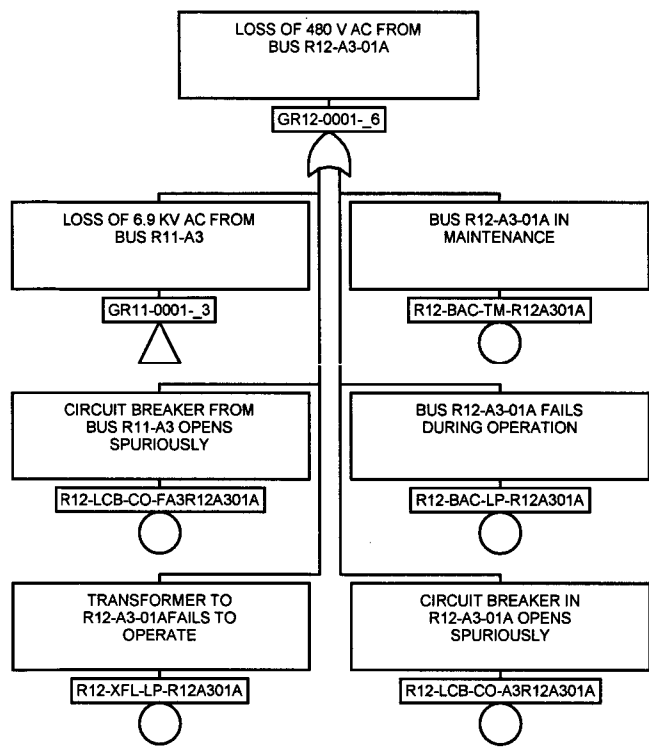 LOSS OF 480 V AC FROM
BUS R12-A3-01A
GR12-0001-_6
LOSS OF 6.9 KV AC FROM
BUS R11-A3
GR11-0001-_3
BUS R12-A3-01A IN
MAINTENANCE
R12-BAC-TM-R12A301A
CIRCUIT BREAKER FROM
BUS R11-A3 OPENS
SPURIOUSLY
R12-LCB-CO-FA3R12A301A
BUS R12-A3-01A FAILS
DURING OPERATION
R12-BAC-LP-R12A301A
TRANSFORMER TO
R12-A3-01AFAILS TO
OPERATE
R12-XFL-LP-R12A301A
CIRCUIT BREAKER IN
R12-A3-01A OPENS
SPURIOUSLY
R12-LCB-CO-A3R12A301A